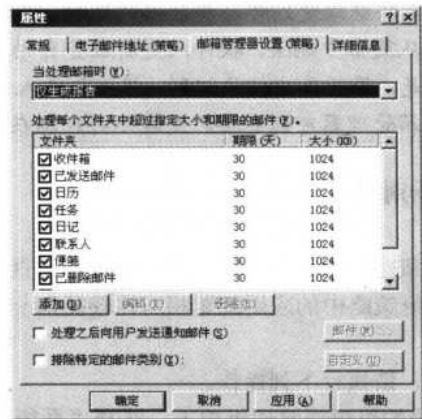 属性
常规 电子邮件地址(策略) 邮箱管理器设置(策略) 详细信息
当处理邮箱时(W):
仅生成报告
处理每个文件夹中超过指定大小和期限的邮件(P)。
文件夹 期限(天) 大小(KB)
收件箱 30 1024
已发送邮件 30 1024
日历 30 1024
任务 30 1024
日记 30 1024
联系人 30 1024
便笺 30 1024
已删除邮件 30 1024
添加(D) 编辑(E)
处理之后向用户发送通知邮件(S) 邮件(M)
排除特定的邮件类别(X): 自定义(U)
确定 取消 应用(A) 帮助